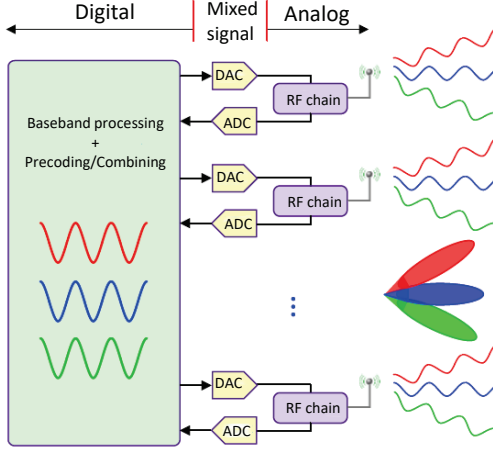 Digital
Mixed
signal
Analog
Baseband processing
+
Precoding/Combining
DAC
RF chain
ADC
DAC
RF chain
ADC
DAC
RF chain
ADC